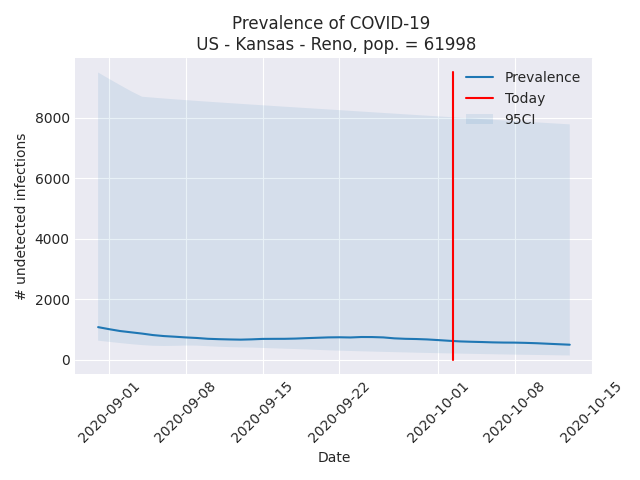 Prevalence of COVID-19
US - Kansas - Reno, pop. = 61998
Prevalence
Today
95CI
8000
6000
4000
2000
0
# undetected infections
2020-09-01
2020-09-08
2020-09-15
2020-09-22
2020-10-01
2020-10-08
2020-10-15
Date